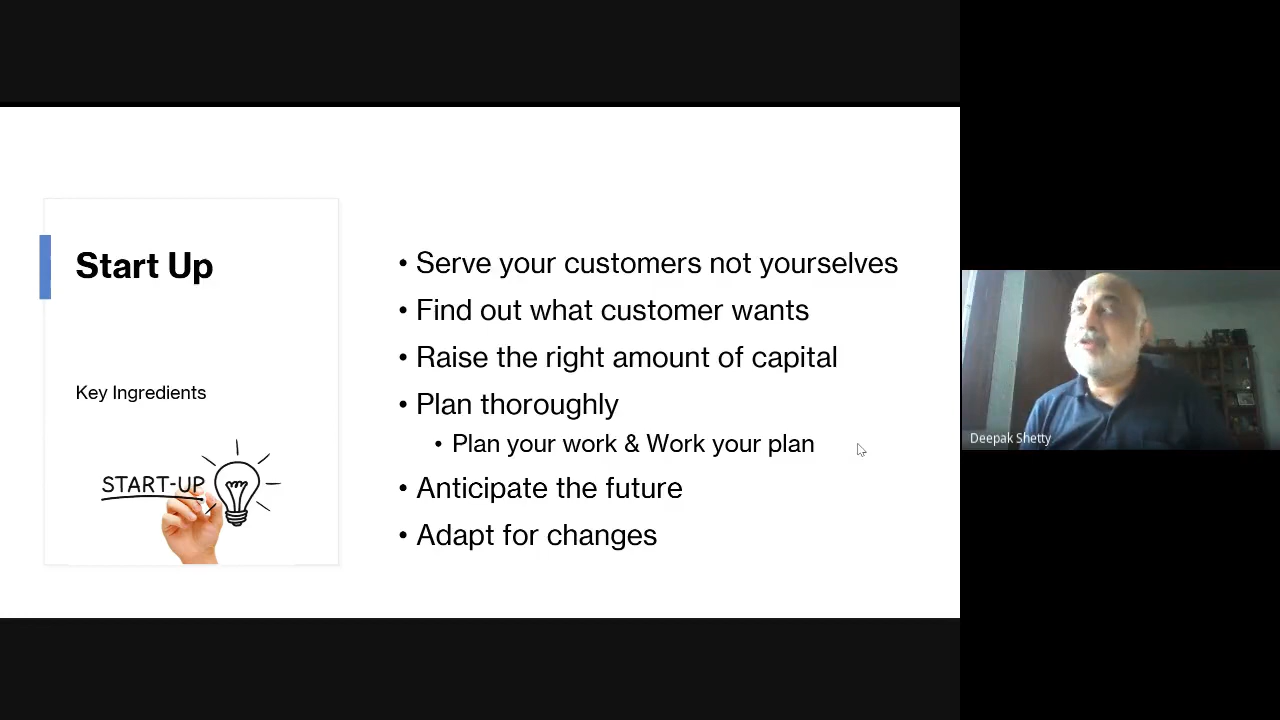 Start Up
Key Ingredients
START-UP
• Serve your customers not yourselves
• Find out what customer wants
• Raise the right amount of capital
• Plan thoroughly
• Plan your work & Work your plan
• Anticipate the future
• Adapt for changes
Deepak Shetty